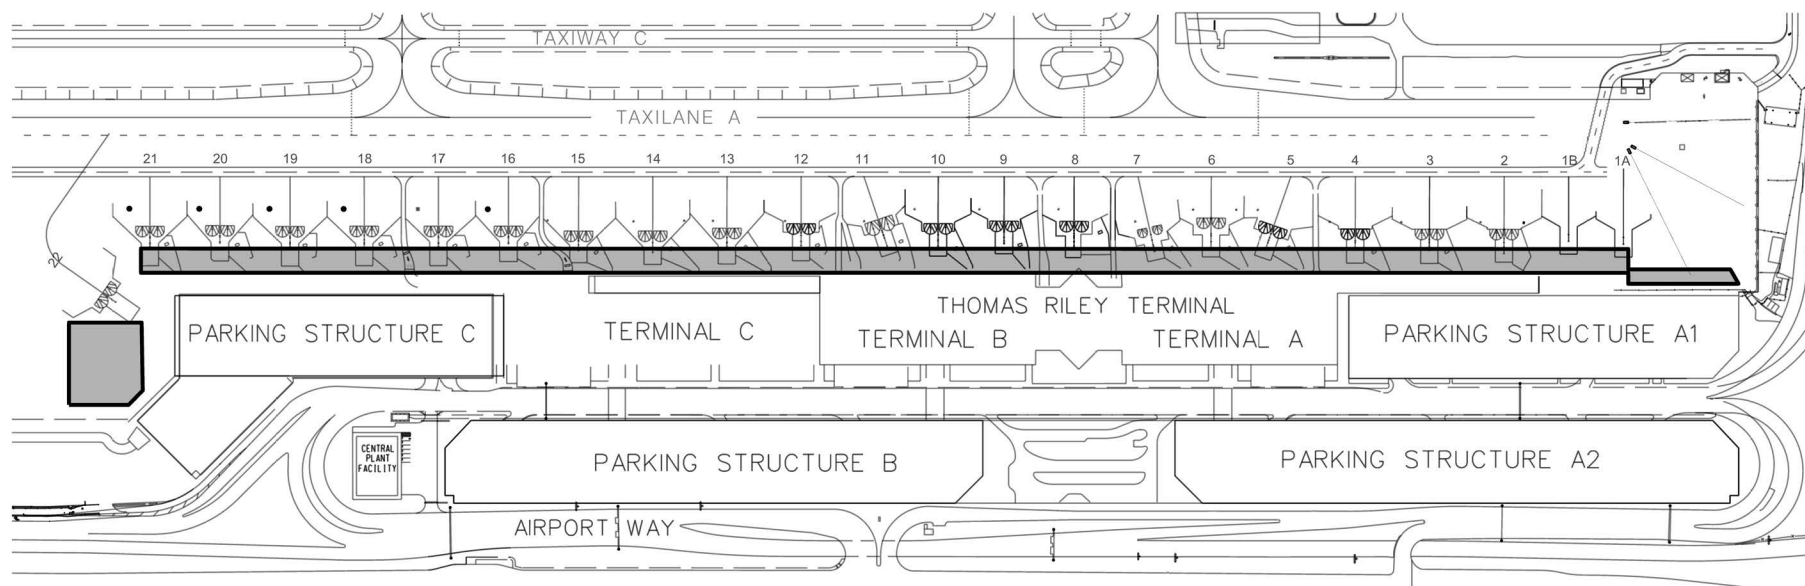 TAXIWAY C
TAXILANE A
21 20 19 18 17 16 15 14 13 12 11 10 9 8 7 6 5 4 3 2 1B 1A
22
THOMAS RILEY TERMINAL
PARKING STRUCTURE C
TERMINAL C
TERMINAL B
TERMINAL A
PARKING STRUCTURE A1
CENTRAL
PLANT
FACILITY
PARKING STRUCTURE B
PARKING STRUCTURE A2
AIRPORT WAY